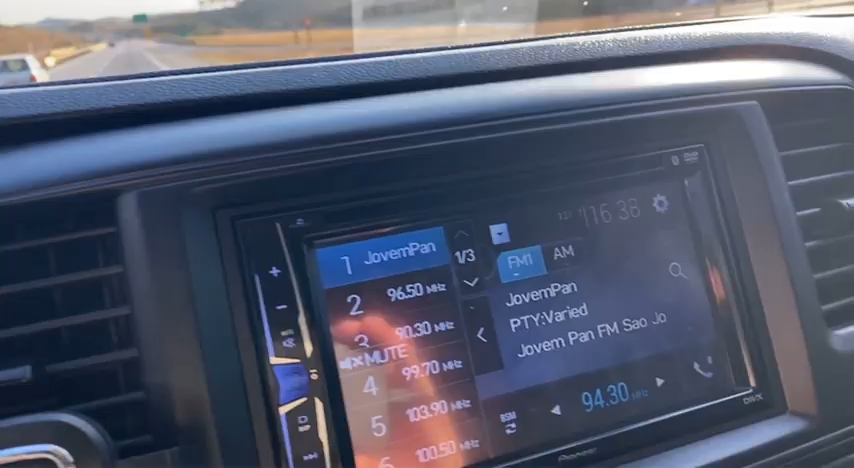 16 38
1 JovemPan
1/3
FM1 AM
2 96.50 MHz
JovemPan
3 90.30 MHz
PTY:Varied
MUTE
Jovem Pan FM Sao Jo
4 99.70 MHz
5 103.90 MHz
BSM
94.30 MHz
6 100.50 MHz
Pioneer